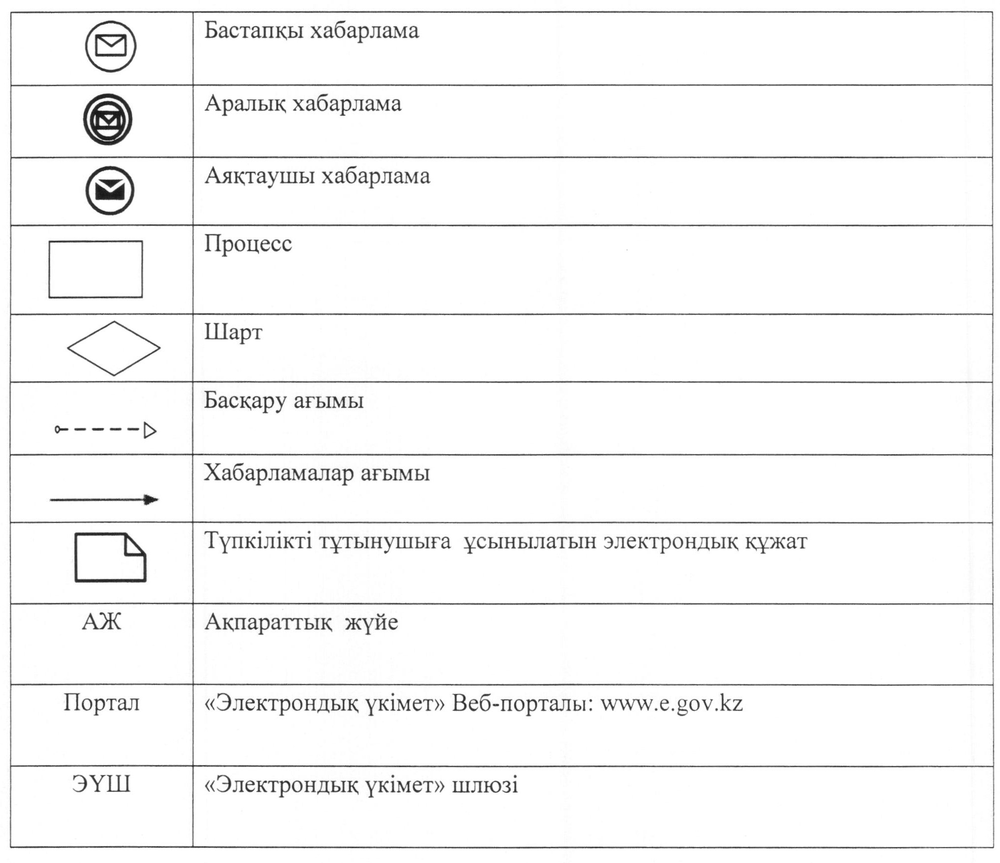 Бастапқы хабарлама
Аралық хабарлама
Аяқтаушы хабарлама
Процесс
Шарт
Басқару ағымы
Хабарламалар ағымы
Түпкілікті тұтынушыға ұсынылатын электрондық құжат
АЖ Ақпараттық жүйе
Портал «Электрондық үкімет» Веб-порталы: www.e.gov.kz
ЭҮШ «Электрондық үкімет» шлюзі